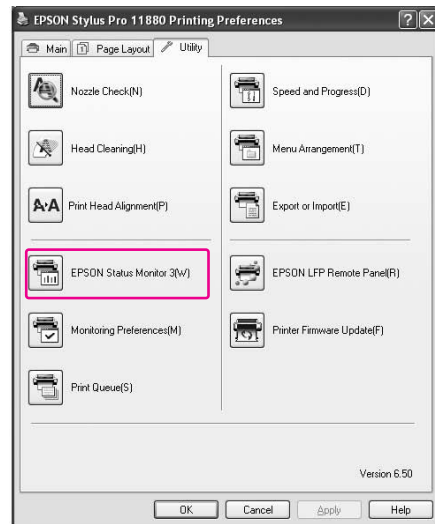 EPSON Stylus Pro 11880 Printing Preferences
Main Page Layout Utility
Nozzle Check(N)
Speed and Progress(D)
Head Cleaning(H)
Menu Arrangement(T)
A·A Print Head Alignment(P)
Export or Import(E)
EPSON Status Monitor 3(W)
EPSON LFP Remote Panel(R)
Monitoring Preferences(M)
Printer Firmware Update(F)
Print Queue(S)
Version 6.50
OK Cancel Apply Help